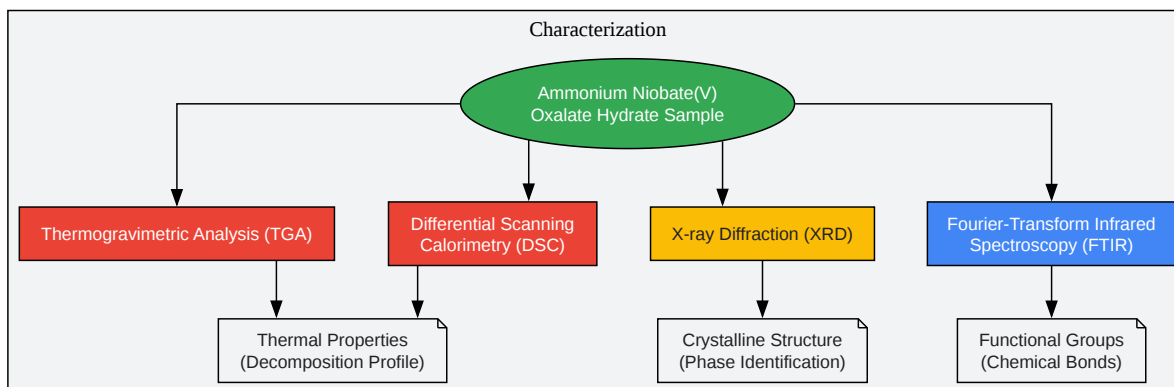 Characterization
Ammonium Niobate(V)
Oxalate Hydrate Sample
Thermogravimetric Analysis (TGA)
Differential Scanning
Calorimetry (DSC)
X-ray Diffraction (XRD)
Fourier-Transform Infrared
Spectroscopy (FTIR)
Thermal Properties
(Decomposition Profile)
Crystalline Structure
(Phase Identification)
Functional Groups
(Chemical Bonds)